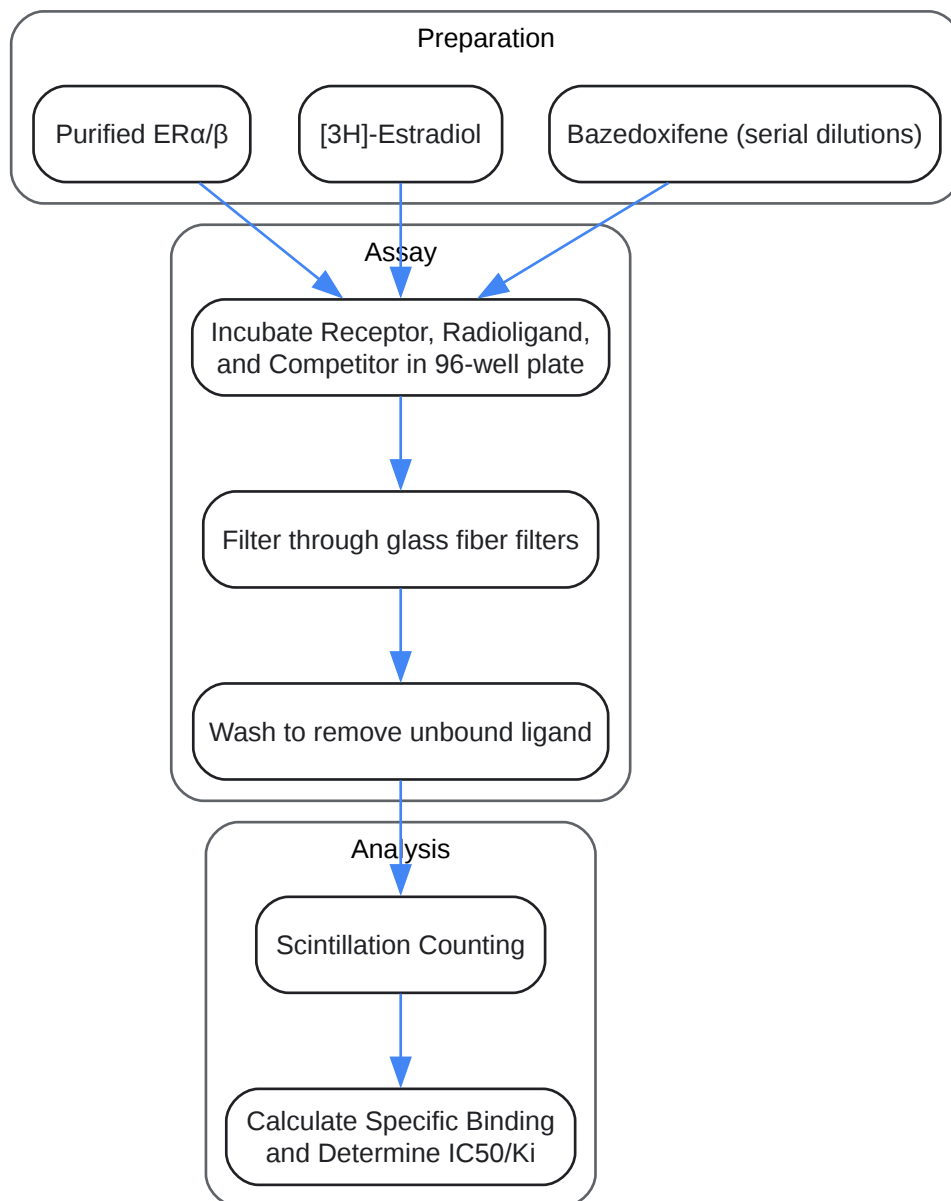 Preparation
Purified ERα/β
[3H]-Estradiol
Bazedoxifene (serial dilutions)
Assay
Incubate Receptor, Radioligand,
and Competitor in 96-well plate
Filter through glass fiber filters
Wash to remove unbound ligand
Analysis
Scintillation Counting
Calculate Specific Binding
and Determine IC50/Ki